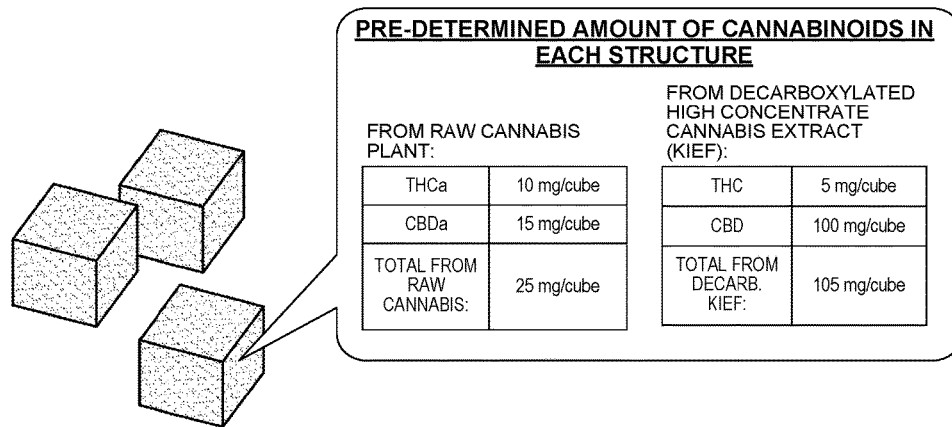 PRE-DETERMINED AMOUNT OF CANNABINOIDS IN
EACH STRUCTURE
FROM RAW CANNABIS
PLANT:
THCa 10 mg/cube
CBDa 15 mg/cube
TOTAL FROM
RAW
CANNABIS:
25 mg/cube
FROM DECARBOXYLATED
HIGH CONCENTRATE
CANNABIS EXTRACT
(KIEF):
THC 5 mg/cube
CBD 100 mg/cube
TOTAL FROM
DECARB.
KIEF:
105 mg/cube